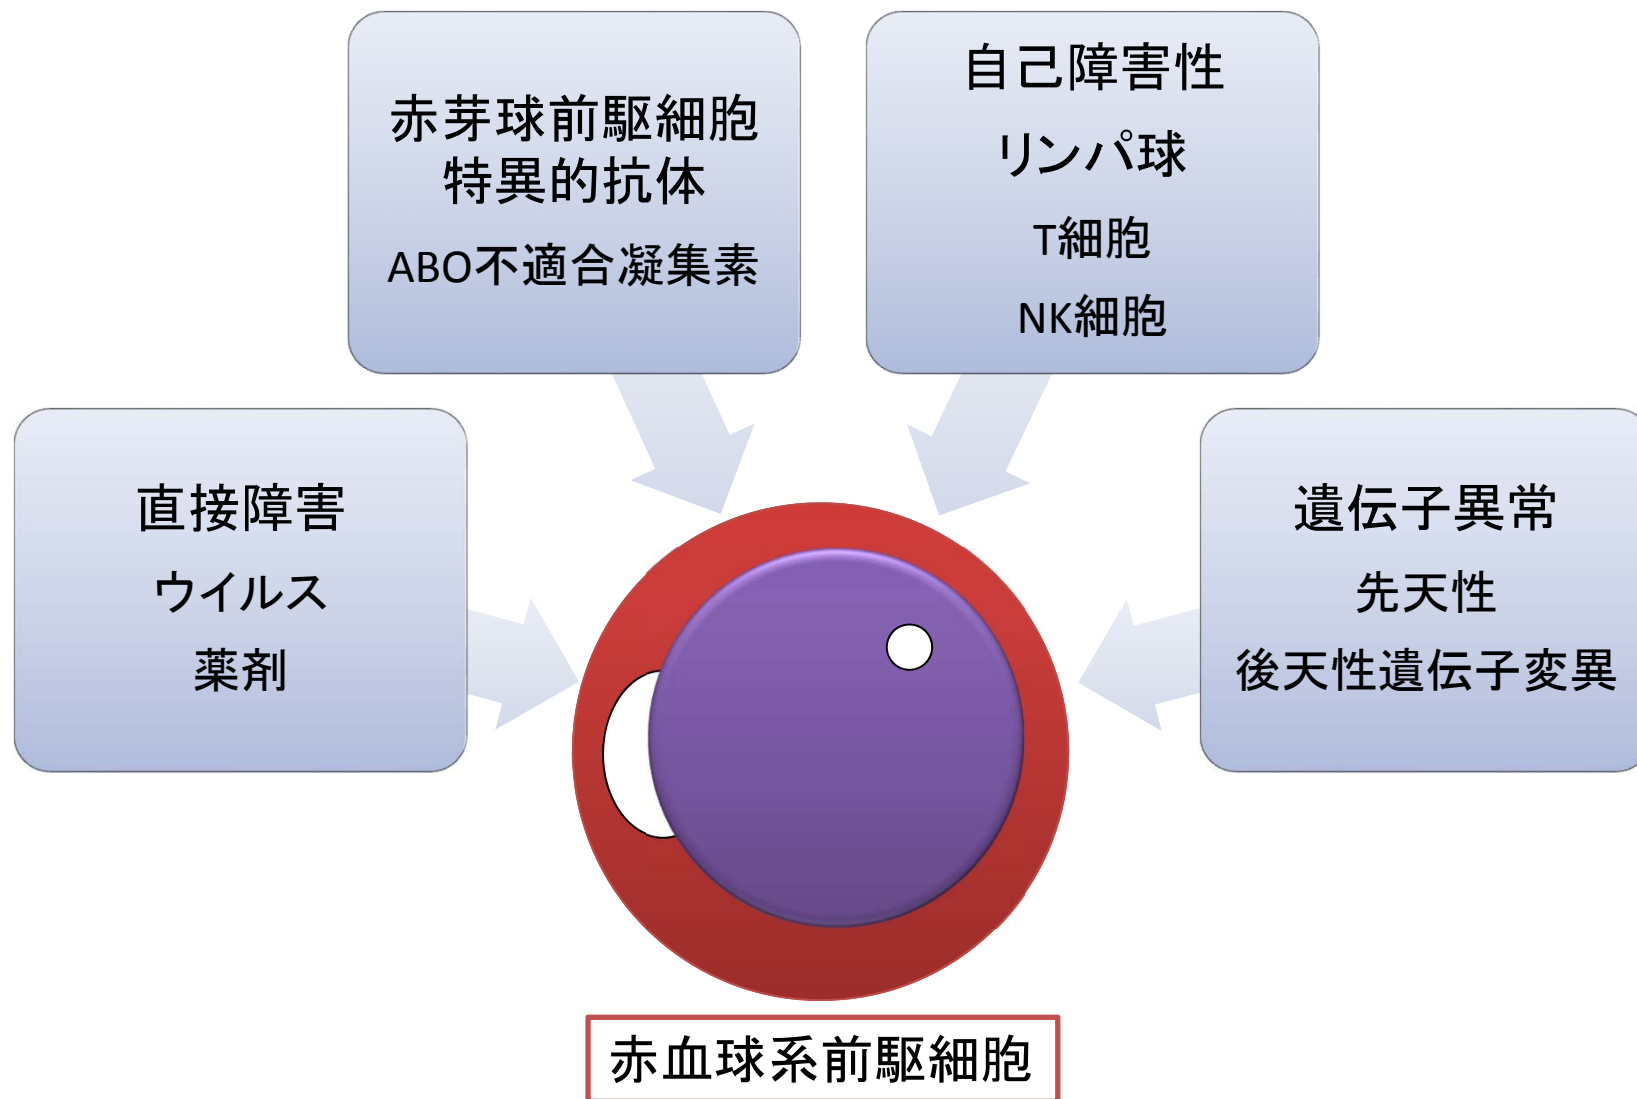 赤芽球前駆細胞
特異的抗体
ABO不適合凝集素
自己障害性
リンパ球
T細胞
NK細胞
直接障害
ウイルス
薬剤
遺伝子異常
先天性
後天性遺伝子変異
赤血球系前駆細胞